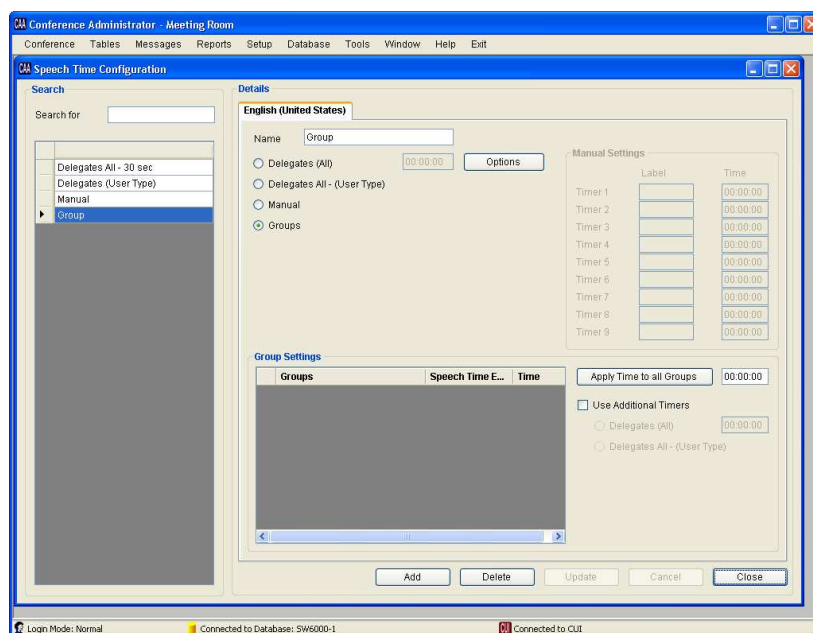 CAA Conference Administrator - Meeting Room
Conference Tables Messages Reports Setup Database Tools Window Help Exit
CAA Speech Time Configuration
Search
Search for
Delegates All - 30 sec
Delegates (User Type)
Manual
Group
Details
English (United States)
Name Group
Delegates (All) 00:00:00 Options
Delegates All - (User Type)
Manual
Groups
Manual Settings
Label Time
Timer 1 00:00:00
Timer 2 00:00:00
Timer 3 00:00:00
Timer 4 00:00:00
Timer 5 00:00:00
Timer 6 00:00:00
Timer 7 00:00:00
Timer 8 00:00:00
Timer 9 00:00:00
Group Settings
Groups Speech Time E... Time
Apply Time to all Groups 00:00:00
Use Additional Timers
Delegates (All) 00:00:00
Delegates All - (User Type)
Add Delete Update Cancel Close
Login Mode: Normal Connected to Database: SW6000-1 CUI Connected to CUI